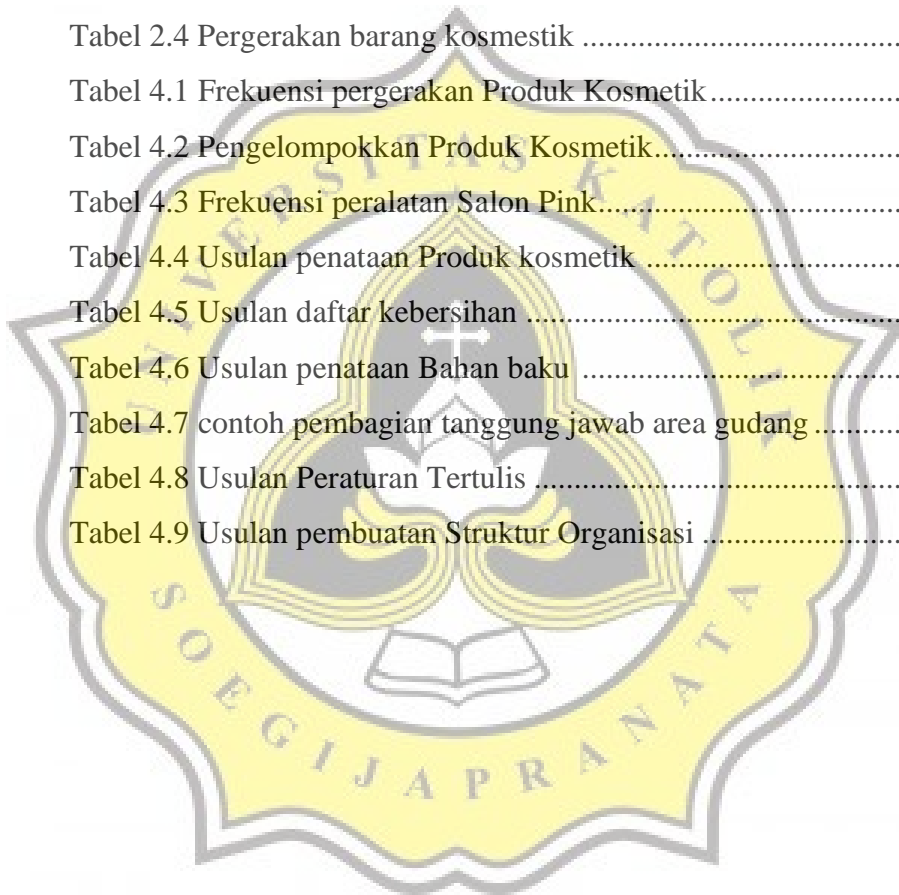 Tabel 2.4 Pergerakan barang kosmestik ........................................
Tabel 4.1 Frekuensi pergerakan Produk Kosmetik........................
Tabel 4.2 Pengelompokkan Produk Kosmetik...............................
Tabel 4.3 Frekuensi peralatan Salon Pink......................................
Tabel 4.4 Usulan penataan Produk kosmetik ................................
Tabel 4.5 Usulan daftar kebersihan ...............................................
Tabel 4.6 Usulan penataan Bahan baku ........................................
Tabel 4.7 contoh pembagian tanggung jawab area gudang ...........
Tabel 4.8 Usulan Peraturan Tertulis ..............................................
Tabel 4.9 Usulan pembuatan Struktur Organisasi .........................
UNIVERSITAS KATOLIK
SOEGIJAPRANATA